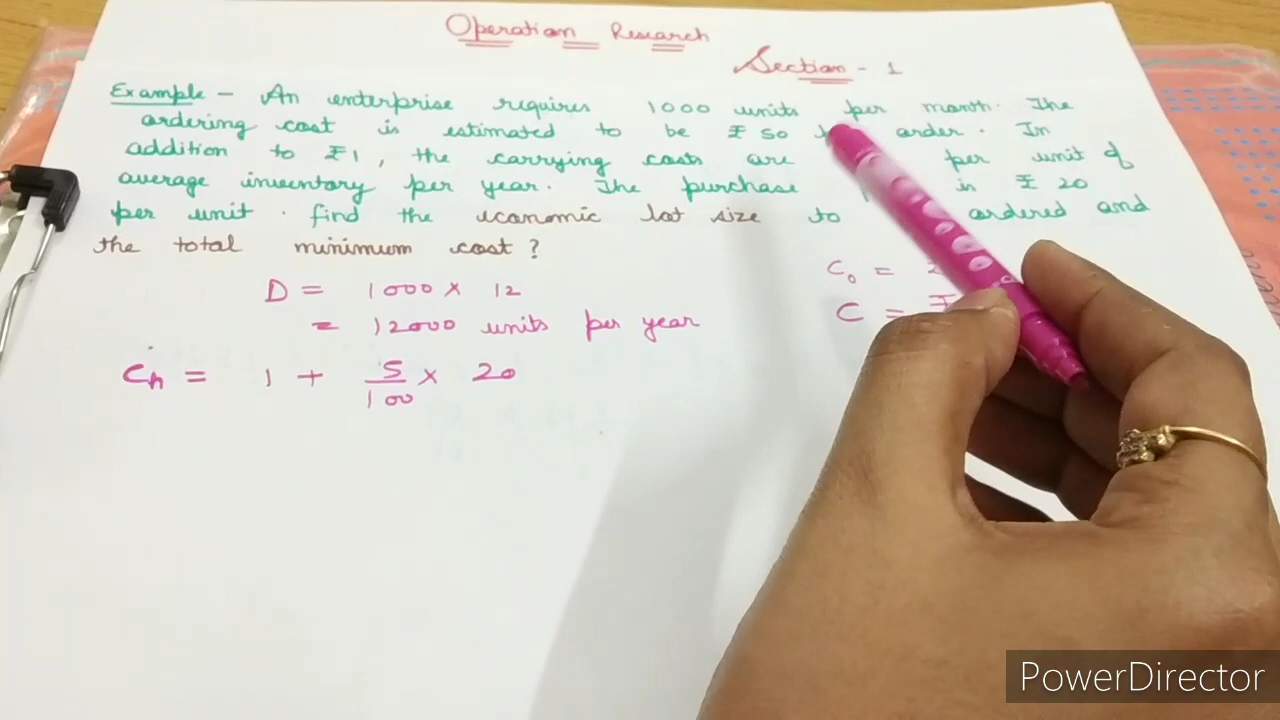 Operation Research
Section - 1
Example - An enterprise requires 1000 units per month. The
ordering cost is estimated to be ₹ 50 order. In
addition to ₹1, the carrying costs are per unit of
average inventory per year. The purchase is ₹ 20
per unit. find the economic lot size to ordered and
the total minimum cost ?
D = 1000 × 12
= 12000 units per year
C₀ =
C = ₹
Ch = 1 + 5/100 × 20
PowerDirector